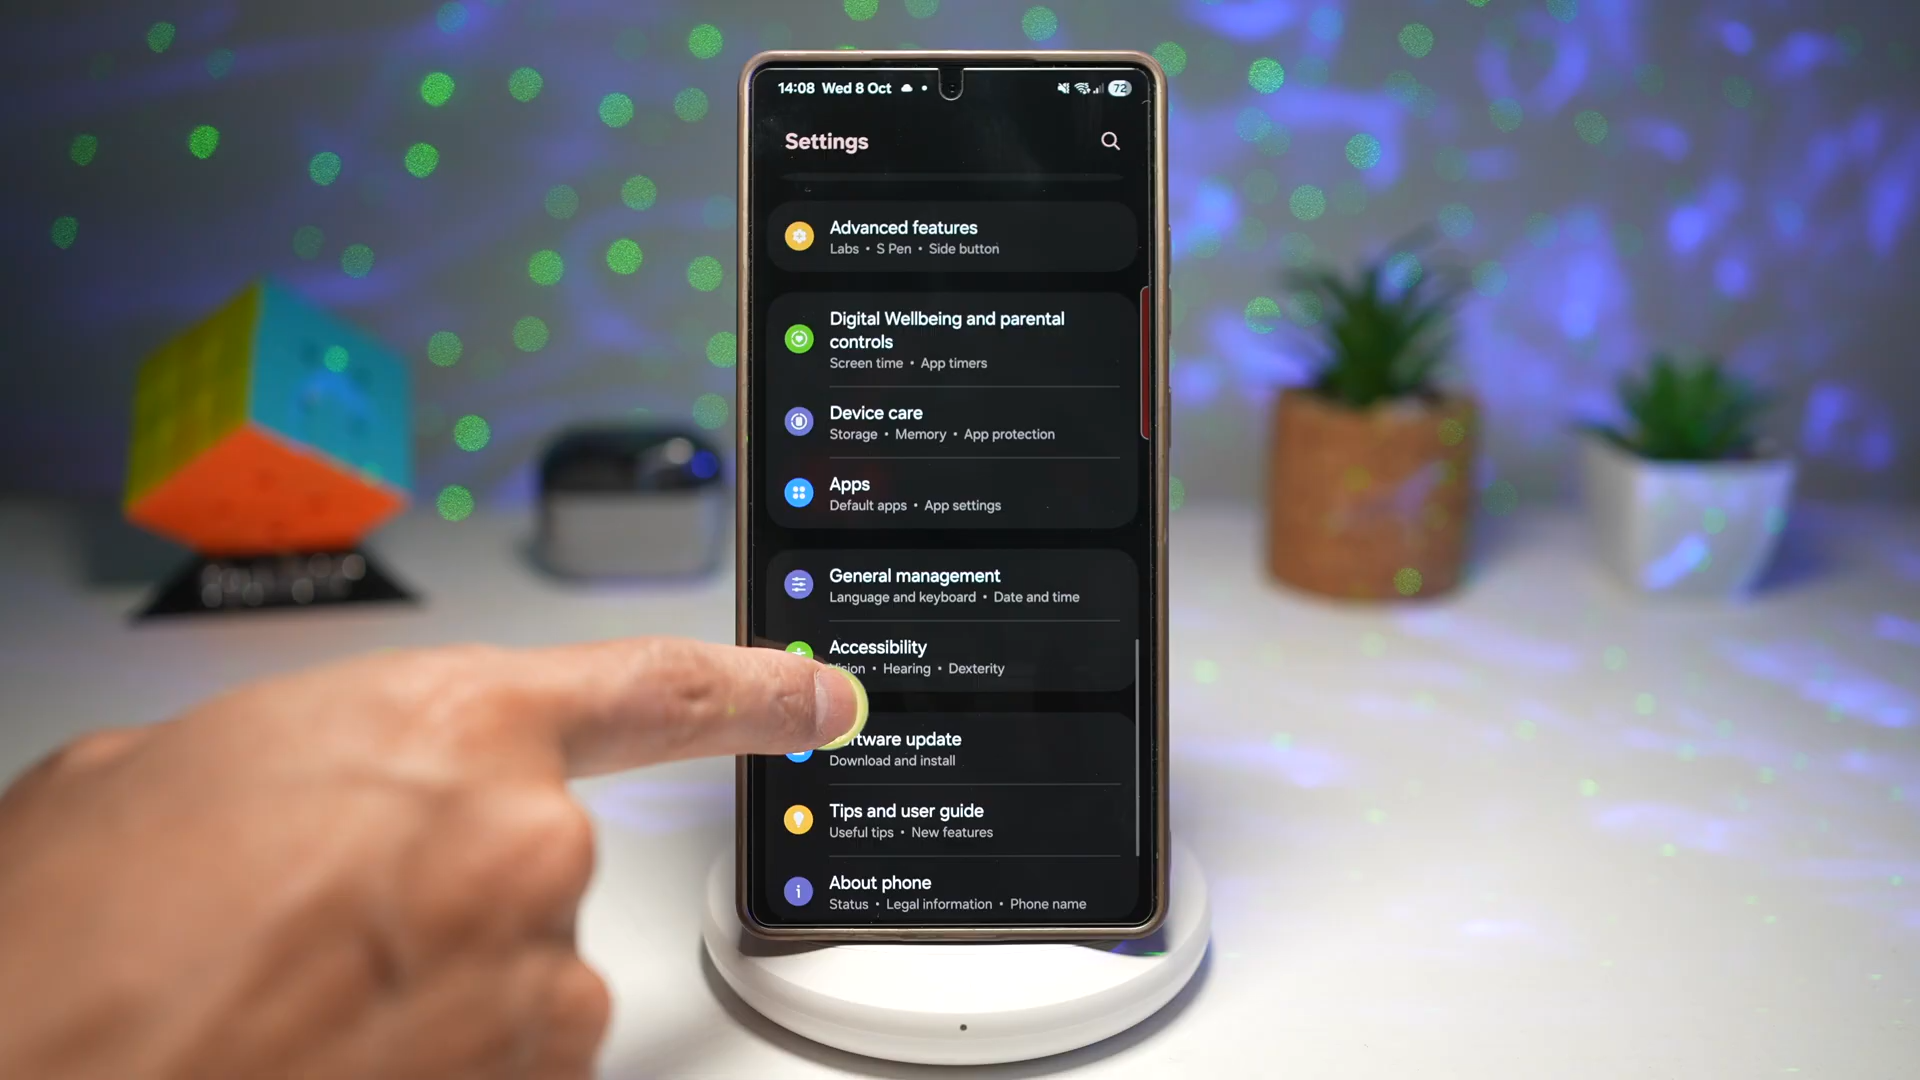 14:08 Wed 8 Oct
72
Settings
Advanced features
Labs • S Pen • Side button
Digital Wellbeing and parental
controls
Screen time • App timers
Device care
Storage • Memory • App protection
Apps
Default apps • App settings
General management
Language and keyboard • Date and time
Accessibility
Vision • Hearing • Dexterity
Software update
Download and install
Tips and user guide
Useful tips • New features
About phone
Status • Legal information • Phone name